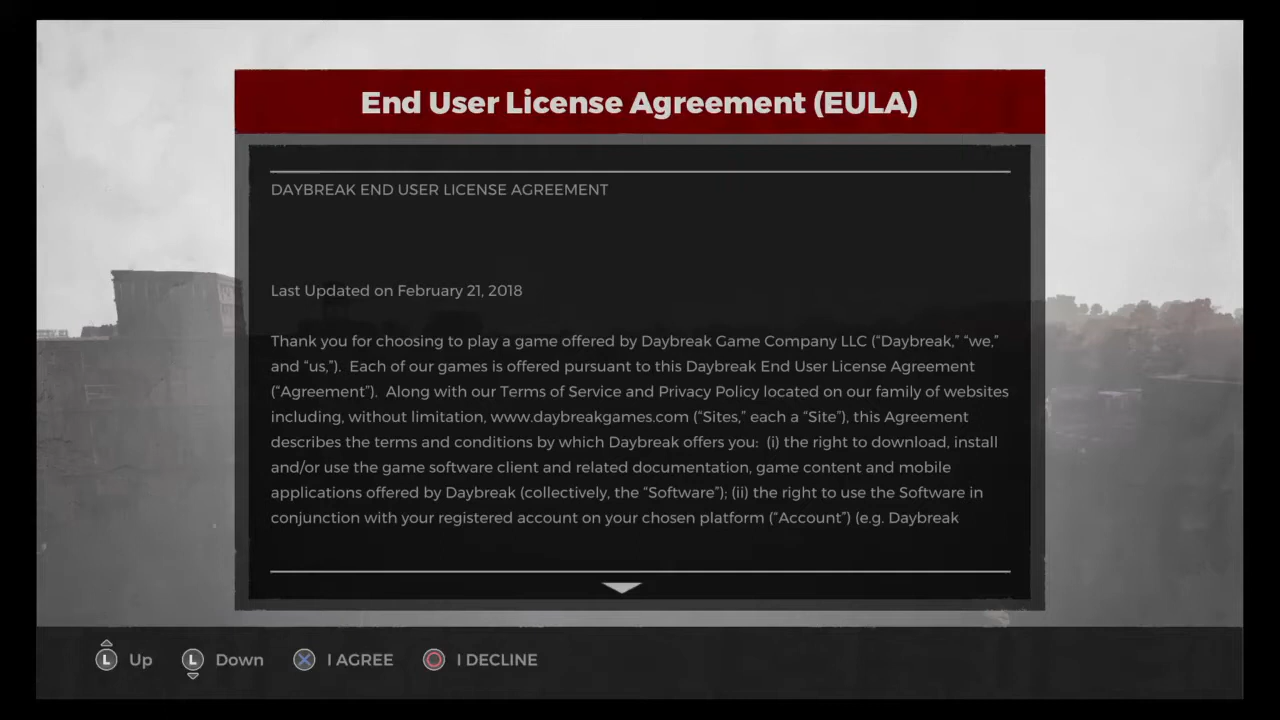 End User License Agreement (EULA)
DAYBREAK END USER LICENSE AGREEMENT
Last Updated on February 21, 2018
Thank you for choosing to play a game offered by Daybreak Game Company LLC (“Daybreak,” “we,”
and “us,”).  Each of our games is offered pursuant to this Daybreak End User License Agreement
(“Agreement”).  Along with our Terms of Service and Privacy Policy located on our family of websites
including, without limitation, www.daybreakgames.com (“Sites,” each a “Site”), this Agreement
describes the terms and conditions by which Daybreak offers you:  (i) the right to download, install
and/or use the game software client and related documentation, game content and mobile
applications offered by Daybreak (collectively, the “Software”); (ii) the right to use the Software in
conjunction with your registered account on your chosen platform (“Account”) (e.g. Daybreak
L Up L Down I AGREE I DECLINE